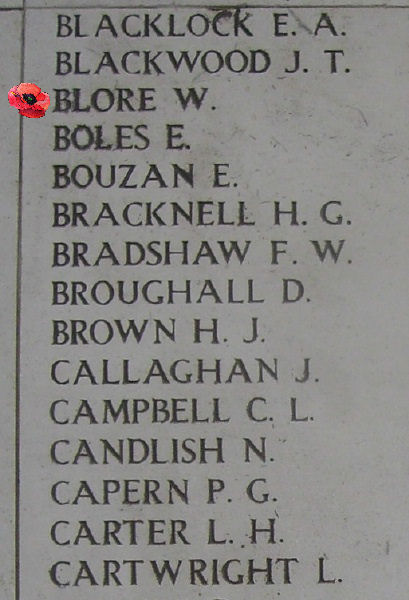 BLACKLOCK E. A.
BLACKWOOD J. T.
BLORE W.
BOLES E.
BOUZAN E.
BRACKNELL H. G.
BRADSHAW F. W.
BROUGHALL D.
BROWN H. J.
CALLAGHAN J.
CAMPBELL C. L.
CANDLISH N.
CAPERN P. G.
CARTER L. H.
CARTWRIGHT L.